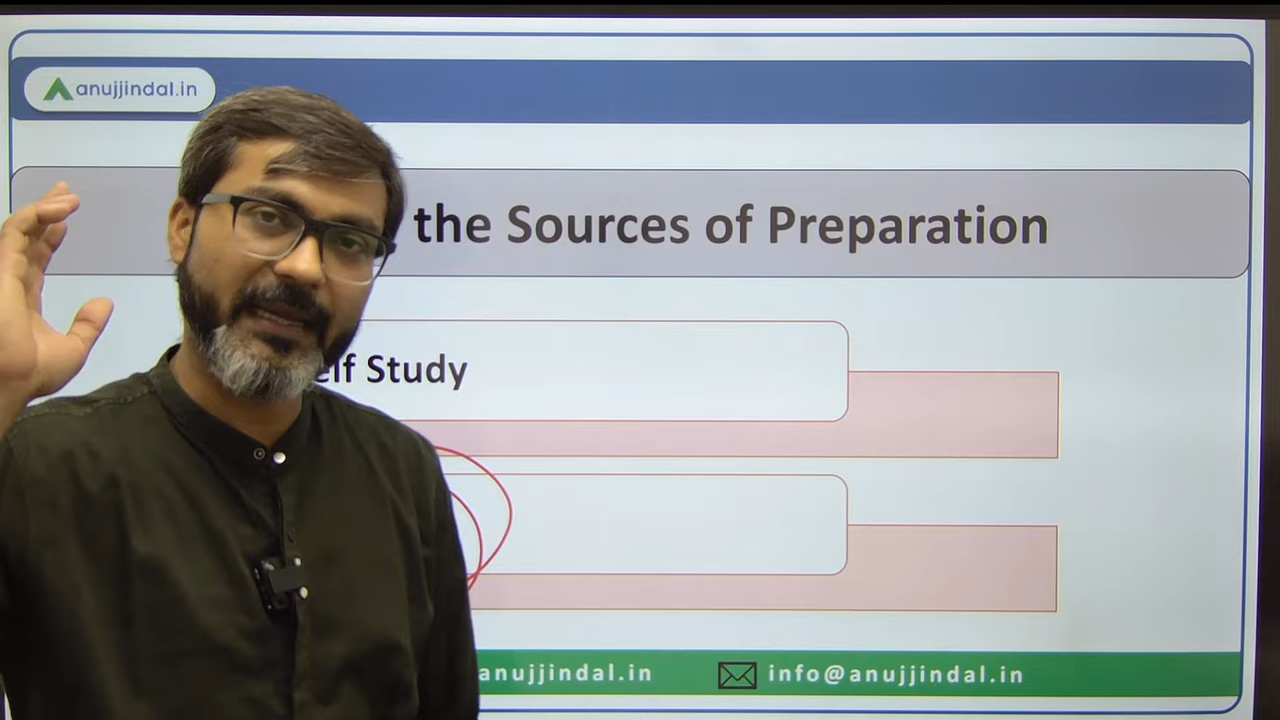 anujjindal.in
the Sources of Preparation
elf Study
anujjindal.in
info@anujjindal.in